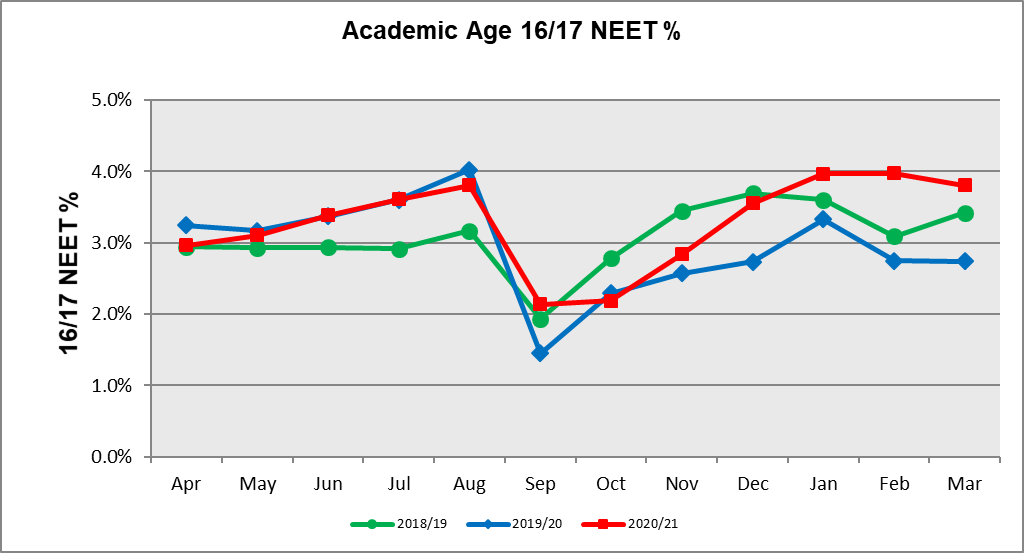 Academic Age 16/17 NEET %
16/17 NEET %
5.0%
4.0%
3.0%
2.0%
1.0%
0.0%
Apr May Jun Jul Aug Sep Oct Nov Dec Jan Feb Mar
2018/19 2019/20 2020/21